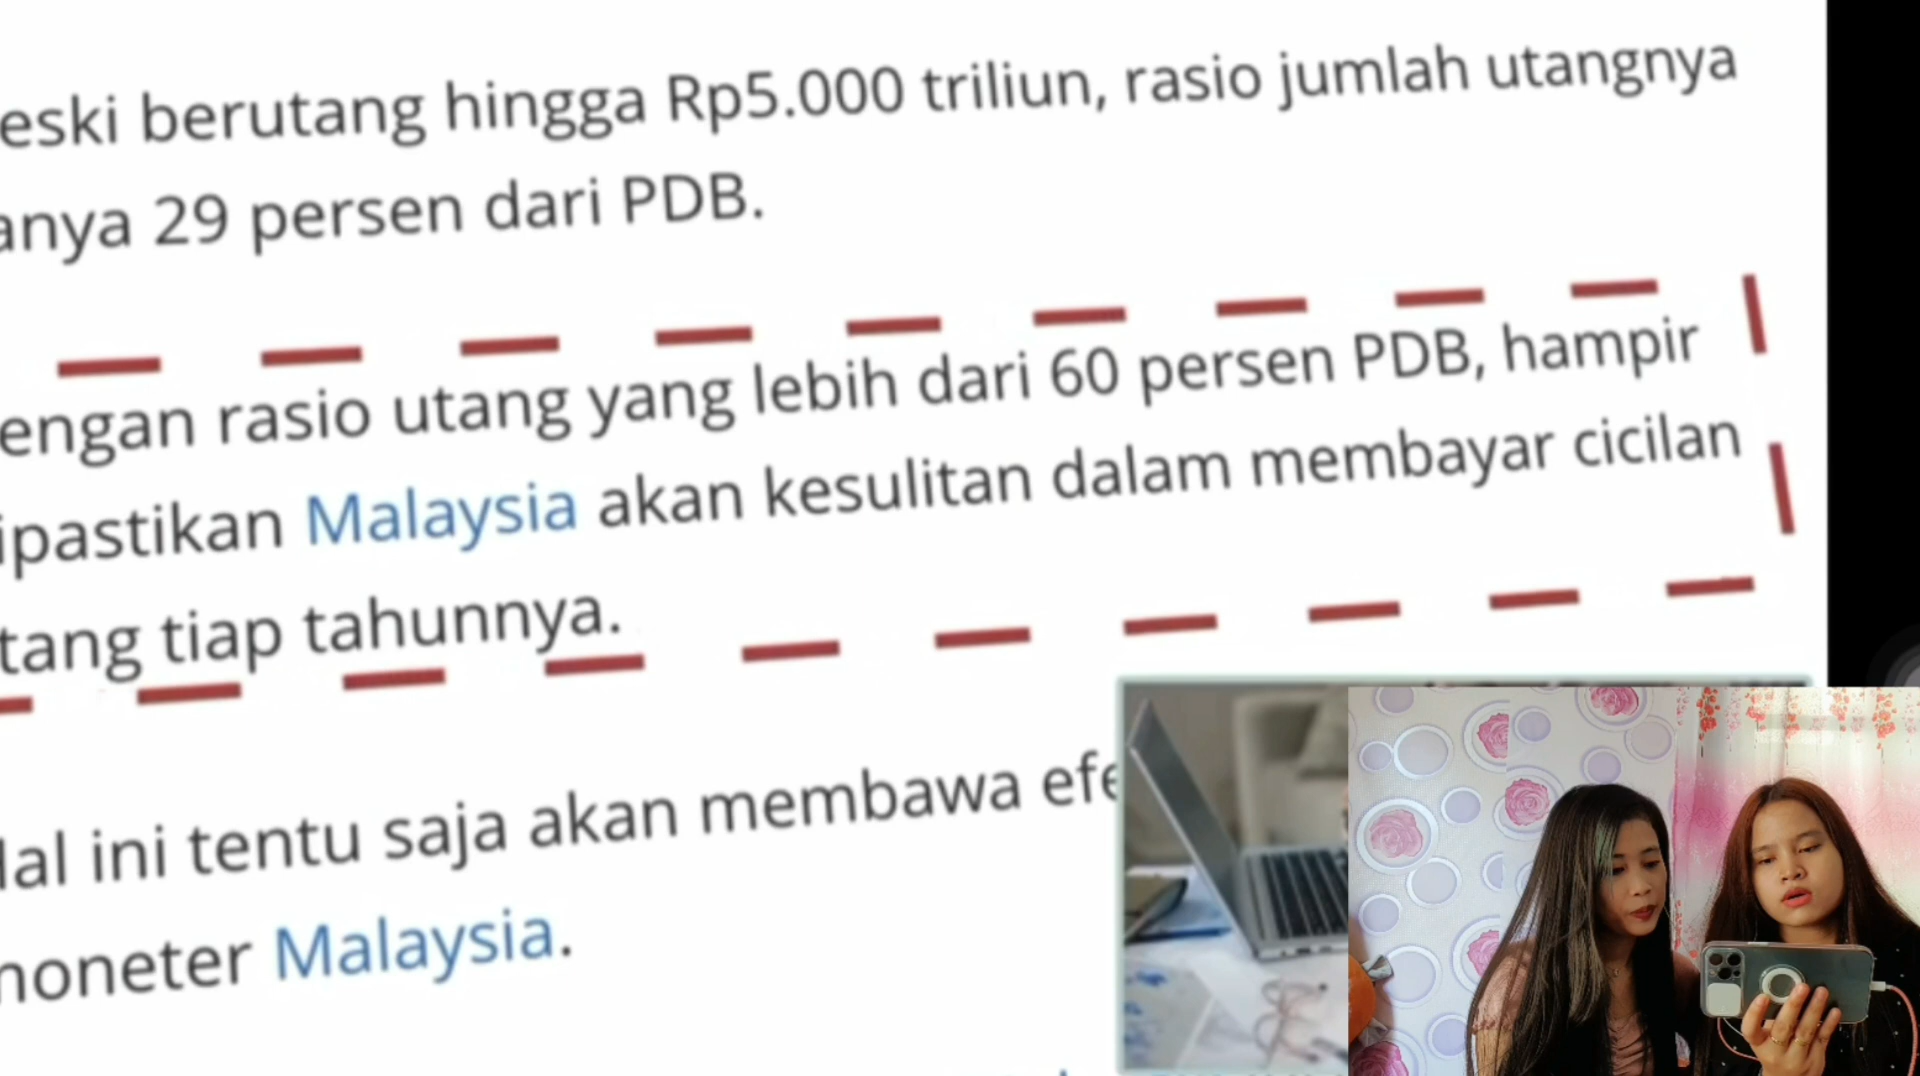 eski berutang hingga Rp5.000 triliun, rasio jumlah utangnya
anya 29 persen dari PDB.
engan rasio utang yang lebih dari 60 persen PDB, hampir
ipastikan Malaysia akan kesulitan dalam membayar cicilan
tang tiap tahunnya.
al ini tentu saja akan membawa efe
moneter Malaysia.